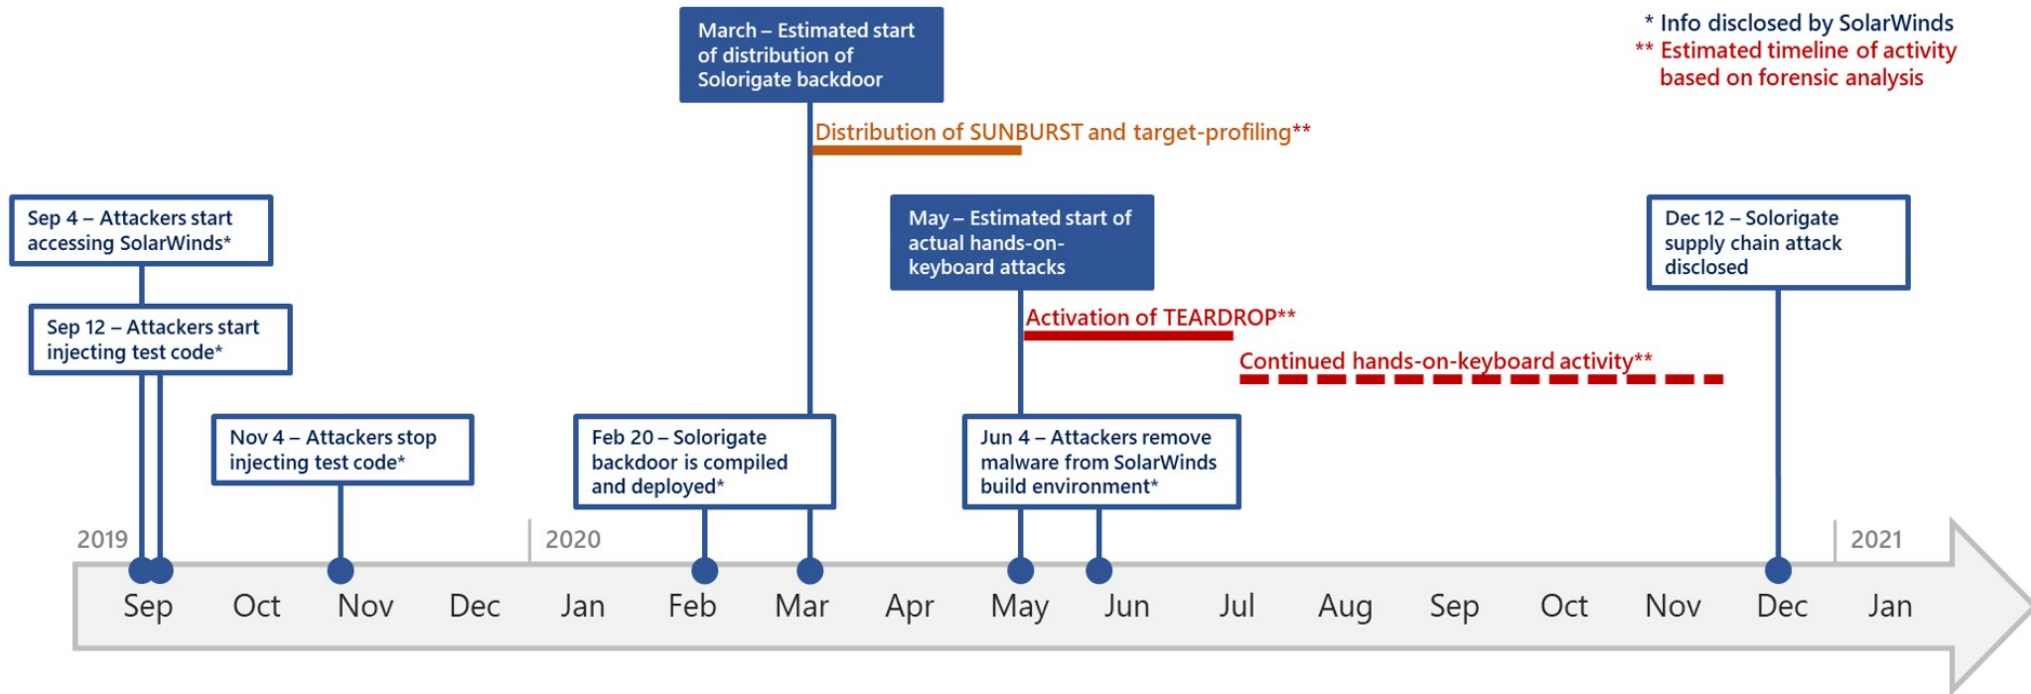 March – Estimated start
of distribution of
Solorigate backdoor
* Info disclosed by SolarWinds
** Estimated timeline of activity
based on forensic analysis
Distribution of SUNBURST and target-profiling**
Sep 4 – Attackers start
accessing SolarWinds*
May – Estimated start of
actual hands-on-
keyboard attacks
Dec 12 – Solorigate
supply chain attack
disclosed
Sep 12 – Attackers start
injecting test code*
Activation of TEARDROP**
Continued hands-on-keyboard activity**
Nov 4 – Attackers stop
injecting test code*
Feb 20 – Solorigate
backdoor is compiled
and deployed*
Jun 4 – Attackers remove
malware from SolarWinds
build environment*
2019 2020 2021
Sep Oct Nov Dec Jan Feb Mar Apr May Jun Jul Aug Sep Oct Nov Dec Jan